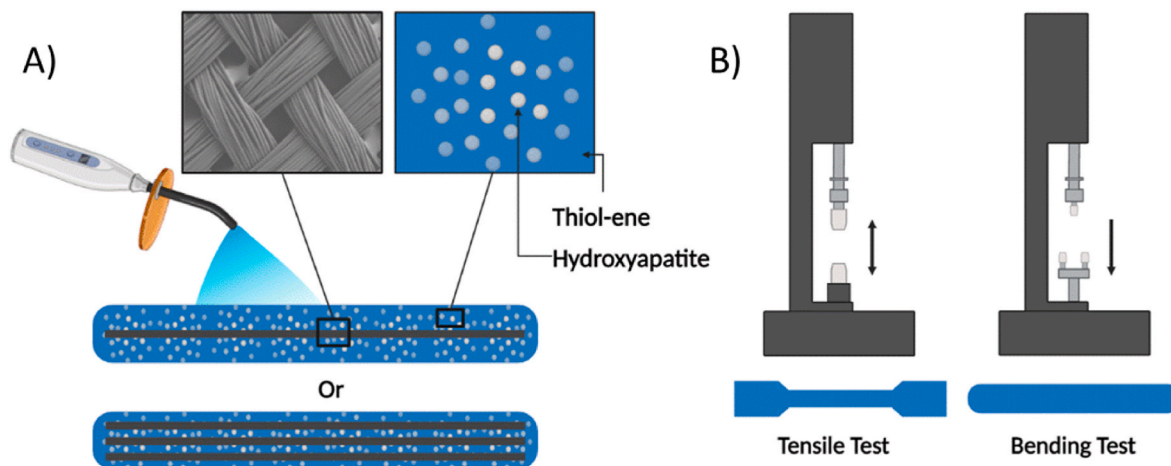 A)
B)
Thiol-ene
Hydroxyapatite
Or
Tensile Test
Bending Test